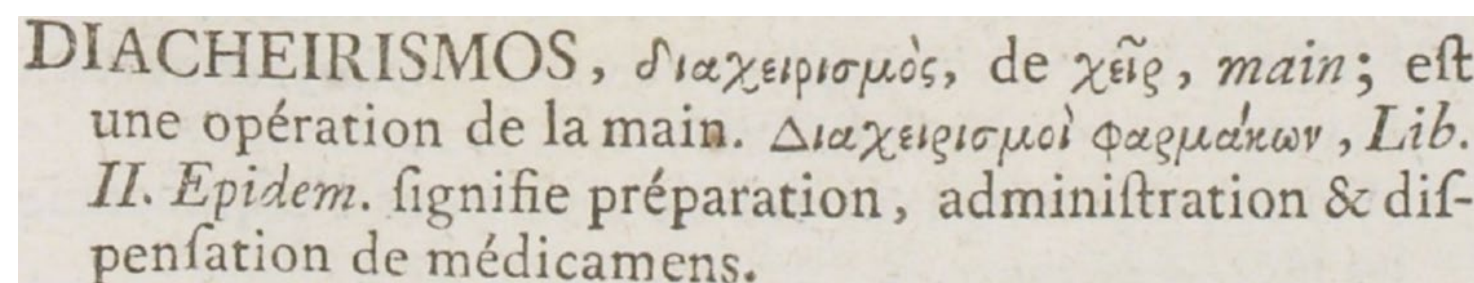 DIACHEIRISMOS, διαχειρισμὸς, de χεῖρ, main; eſt
une opération de la main. Διαχειρισμοὶ φαρμάκων, Lib.
II. Epidem. ſignifie préparation, adminiſtration & diſ-
penſation de médicamens.